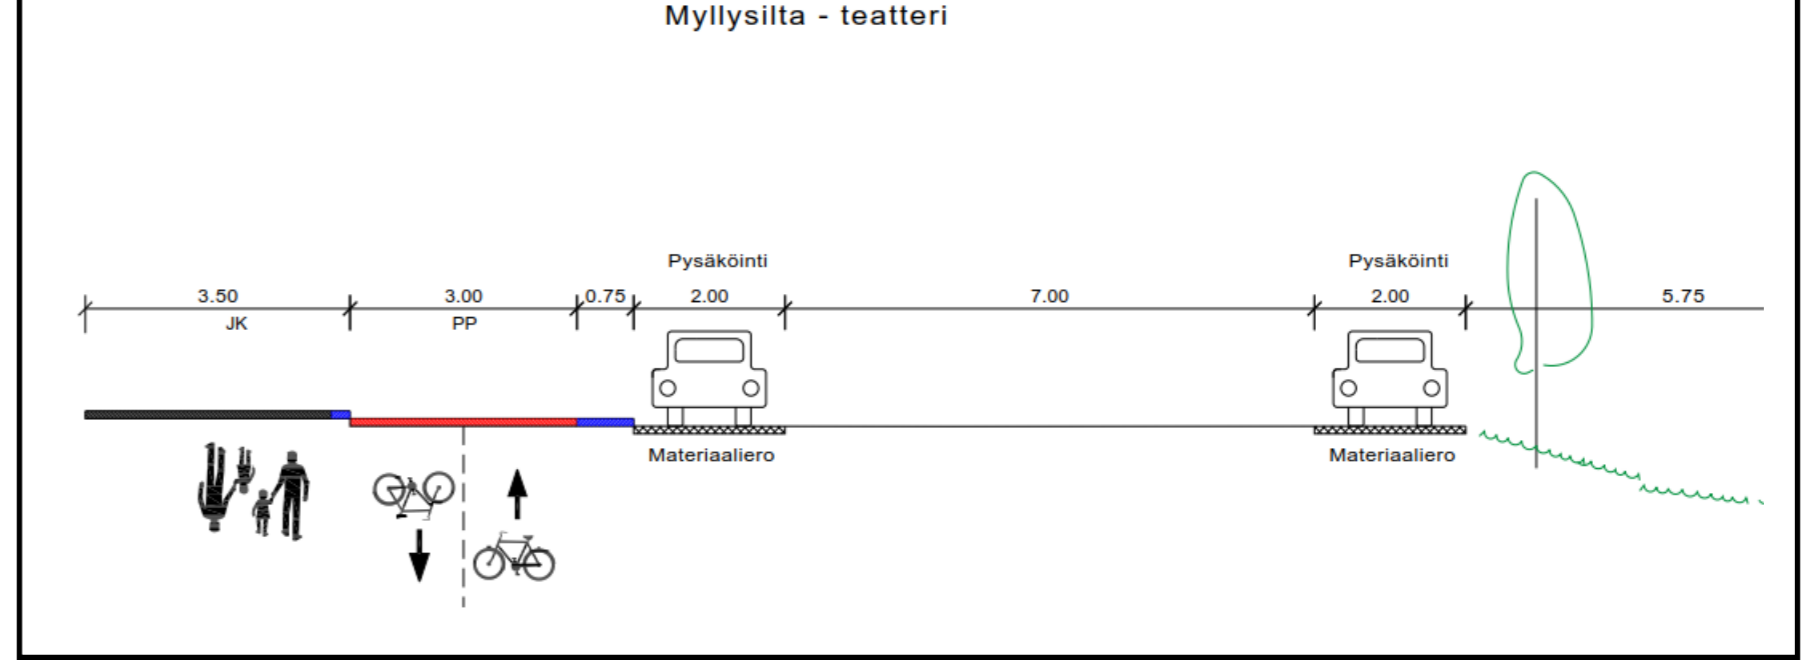 Myllysilta - teatteri
Pysäköinti
Pysäköinti
3.50
3.00
0.75
2.00
7.00
2.00
5.75
JK
PP
Materiaaliero
Materiaaliero